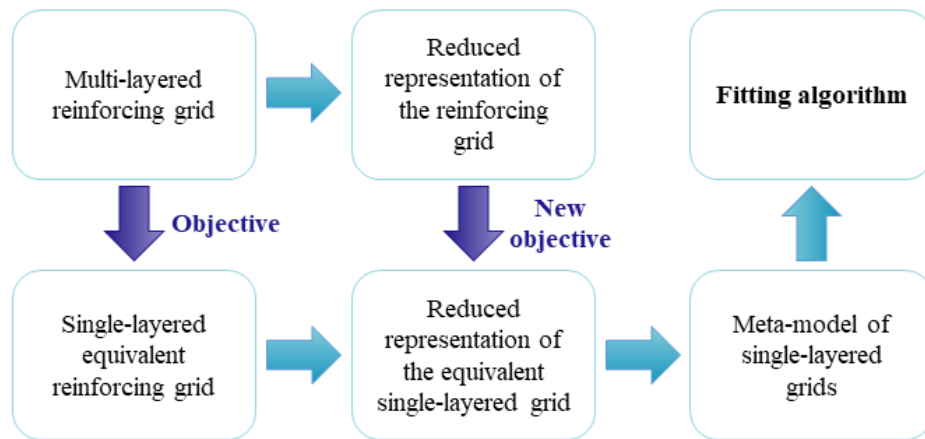 Multi-layered
reinforcing grid
Reduced
representation of
the reinforcing
grid
Fitting algorithm
Objective
New
objective
Single-layered
equivalent
reinforcing grid
Reduced
representation of
the equivalent
single-layered grid
Meta-model of
single-layered
grids